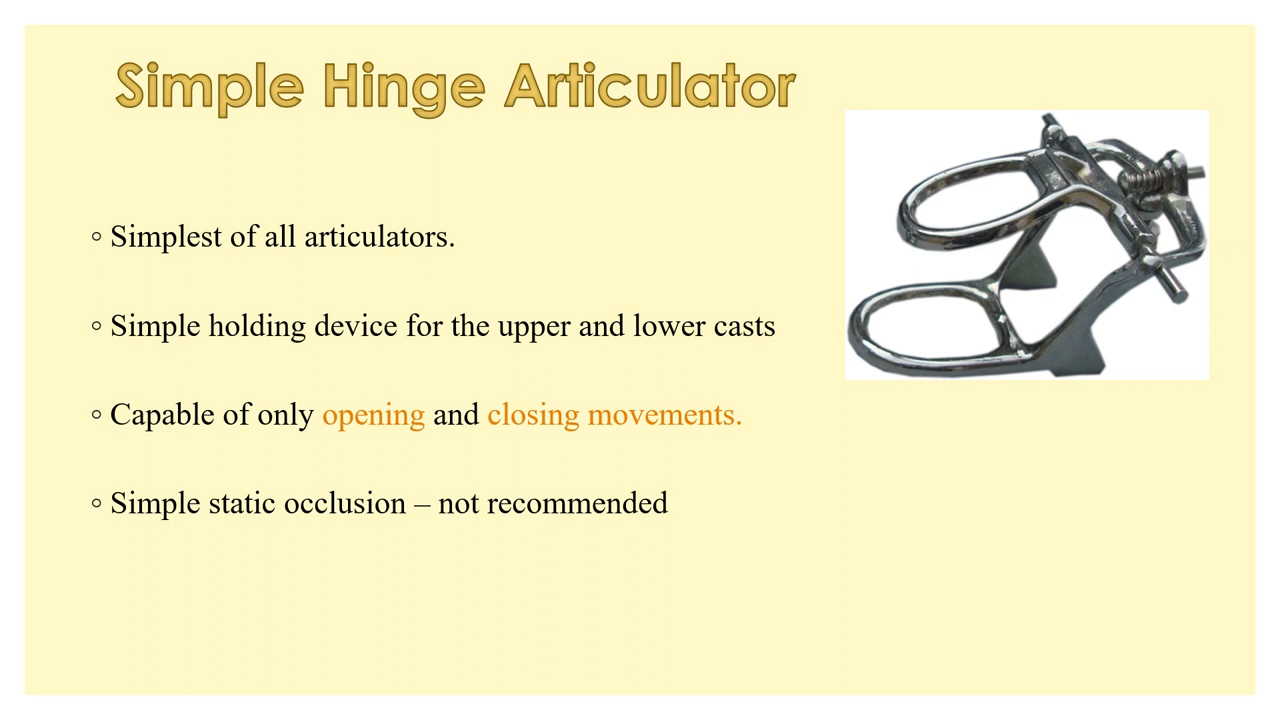 Simple Hinge Articulator
◦ Simplest of all articulators.
◦ Simple holding device for the upper and lower casts
◦ Capable of only opening and closing movements.
◦ Simple static occlusion – not recommended